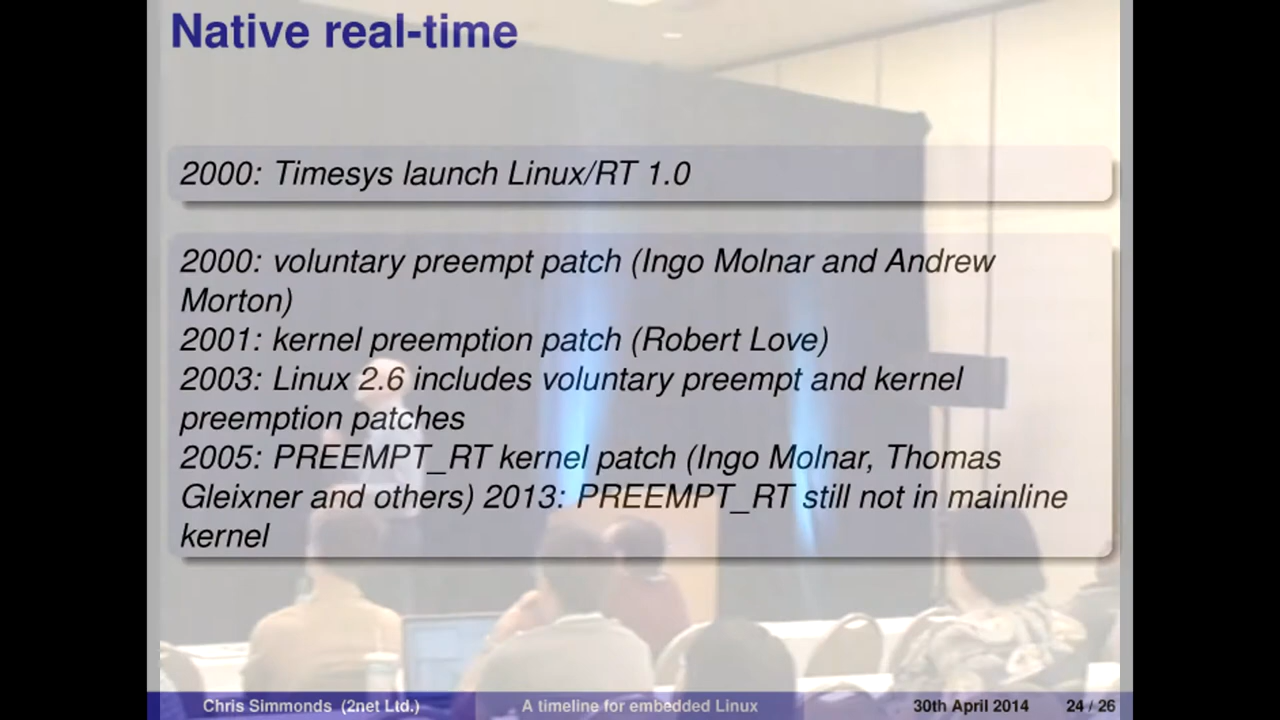 Native real-time
2000: Timesys launch Linux/RT 1.0
2000: voluntary preempt patch (Ingo Molnar and Andrew
Morton)
2001: kernel preemption patch (Robert Love)
2003: Linux 2.6 includes voluntary preempt and kernel
preemption patches
2005: PREEMPT_RT kernel patch (Ingo Molnar, Thomas
Gleixner and others) 2013: PREEMPT_RT still not in mainline
kernel
Chris Simmonds (2net Ltd.) A timeline for embedded Linux 30th April 2014 24 / 26